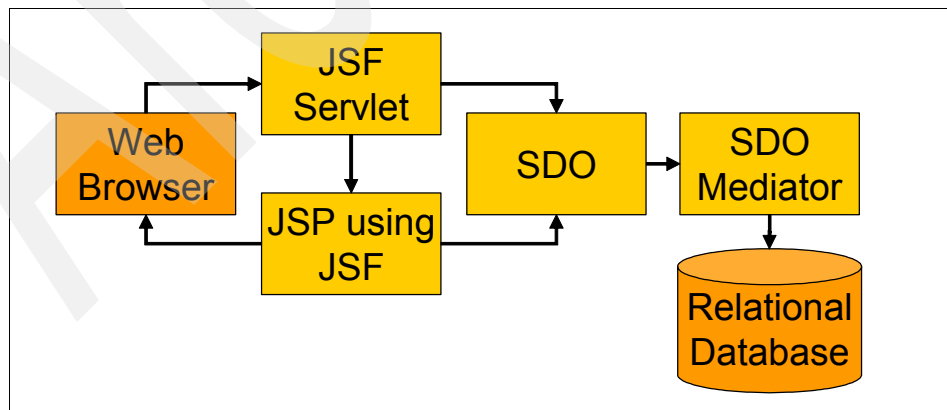 JSF
Servlet
Web
Browser
SDO
SDO
Mediator
JSP using
JSF
Relational
Database